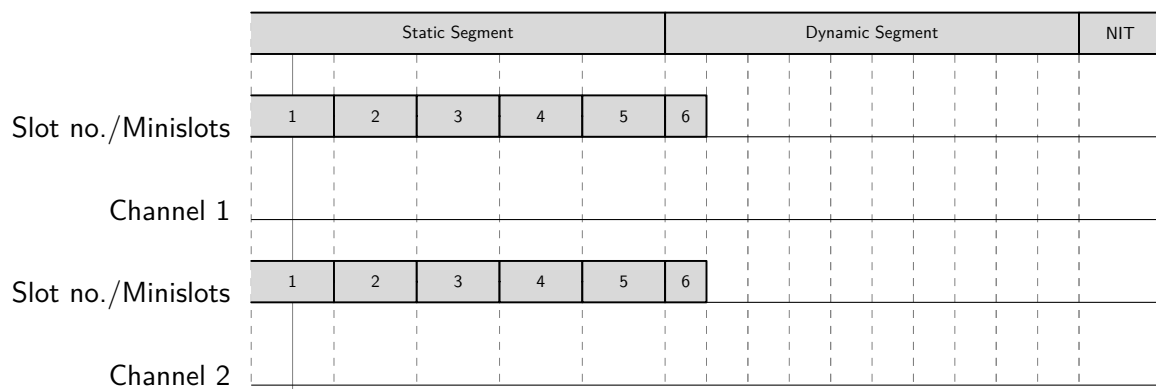 Static Segment Dynamic Segment NIT
Slot no./Minislots 1 2 3 4 5 6
Channel 1
Slot no./Minislots 1 2 3 4 5 6
Channel 2